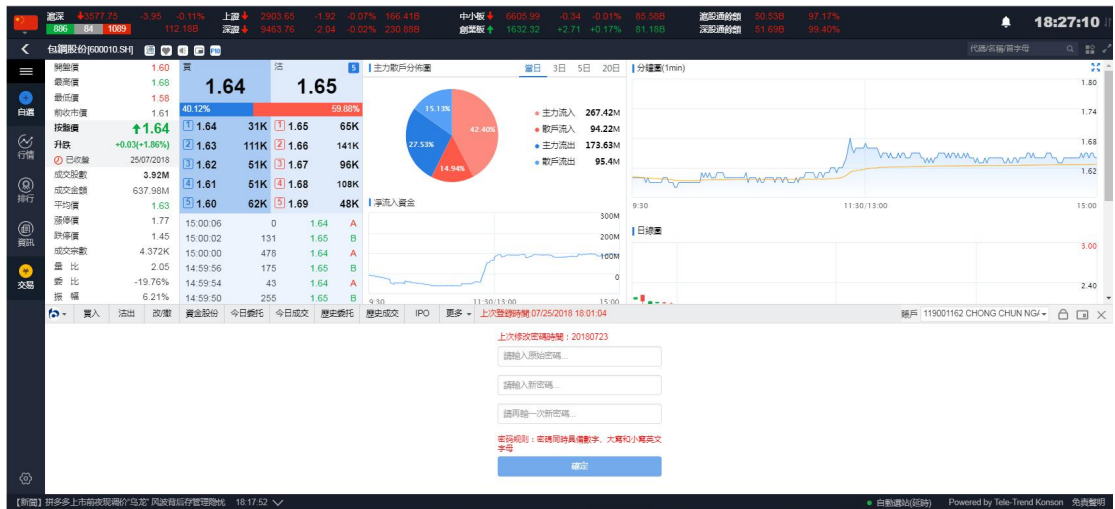 滬深 3577.75 -3.95 -0.11% 上證 2903.65 -1.92 -0.07% 166.41B 中小板 6605.99 -0.34 -0.01% 85.58B 滬股通餘額 50.53B 97.17%
886 84 1089 112.18B 深證 9463.76 -2.04 -0.02% 230.88B 創業板 1632.32 +2.71 +0.17% 81.18B 深股通餘額 51.69B 99.40%
18:27:10
包鋼股份[600010.SH] F10 代碼/名稱/首字母
自選
行情
排行
資訊
交易
開盤價 1.60
最高價 1.68
最低價 1.58
前收市價 1.61
按盤價 1.64
升跌 +0.03(+1.86%)
已收盤 25/07/2018
成交股數 3.92M
成交金額 637.98M
平均價 1.63
漲停價 1.77
跌停價 1.45
成交宗數 4.372K
量 比 2.05
委 比 -19.76%
振 幅 6.21%
買 沽 5
1.64 1.65
40.12% 59.88%
1 1.64 31K 1 1.65 65K
2 1.63 111K 2 1.66 141K
3 1.62 51K 3 1.67 96K
4 1.61 51K 4 1.68 108K
5 1.60 62K 5 1.69 48K
15:00:06 0 1.64 A
15:00:02 131 1.65 B
15:00:00 478 1.64 A
14:59:56 175 1.65 B
14:59:54 43 1.64 A
14:59:50 255 1.65 B
主力散戶分佈圖 當日 3日 5日 20日
15.13%
42.40%
27.53%
14.94%
主力流入 267.42M
散戶流入 94.22M
主力流出 173.63M
散戶流出 95.4M
淨流入資金
300M
200M
100M
0
9:30 11:30/13:00 15:00
分鐘圖(1min)
1.80
1.74
1.68
1.62
9:30 11:30/13:00 15:00
日線圖
3.00
2.40
買入 沽出 改/撤 資金股份 今日委托 今日成交 歷史委托 歷史成交 IPO 更多 上次登錄時間:07/25/2018 18:01:04 賬戶 119001162 CHONG CHUN NG/
上次修改密碼時間：20180723
請輸入原始密碼...
請輸入新密碼...
請再輸一次新密碼...
密码规则：密碼同時具備數字、大寫和小寫英文
字母
確定
【新聞】拼多多上市前夜现调价“乌龙” 风波背后存管理隐忧 18:17:52 自動選站(延時) Powered by Tele-Trend Konson 免責聲明